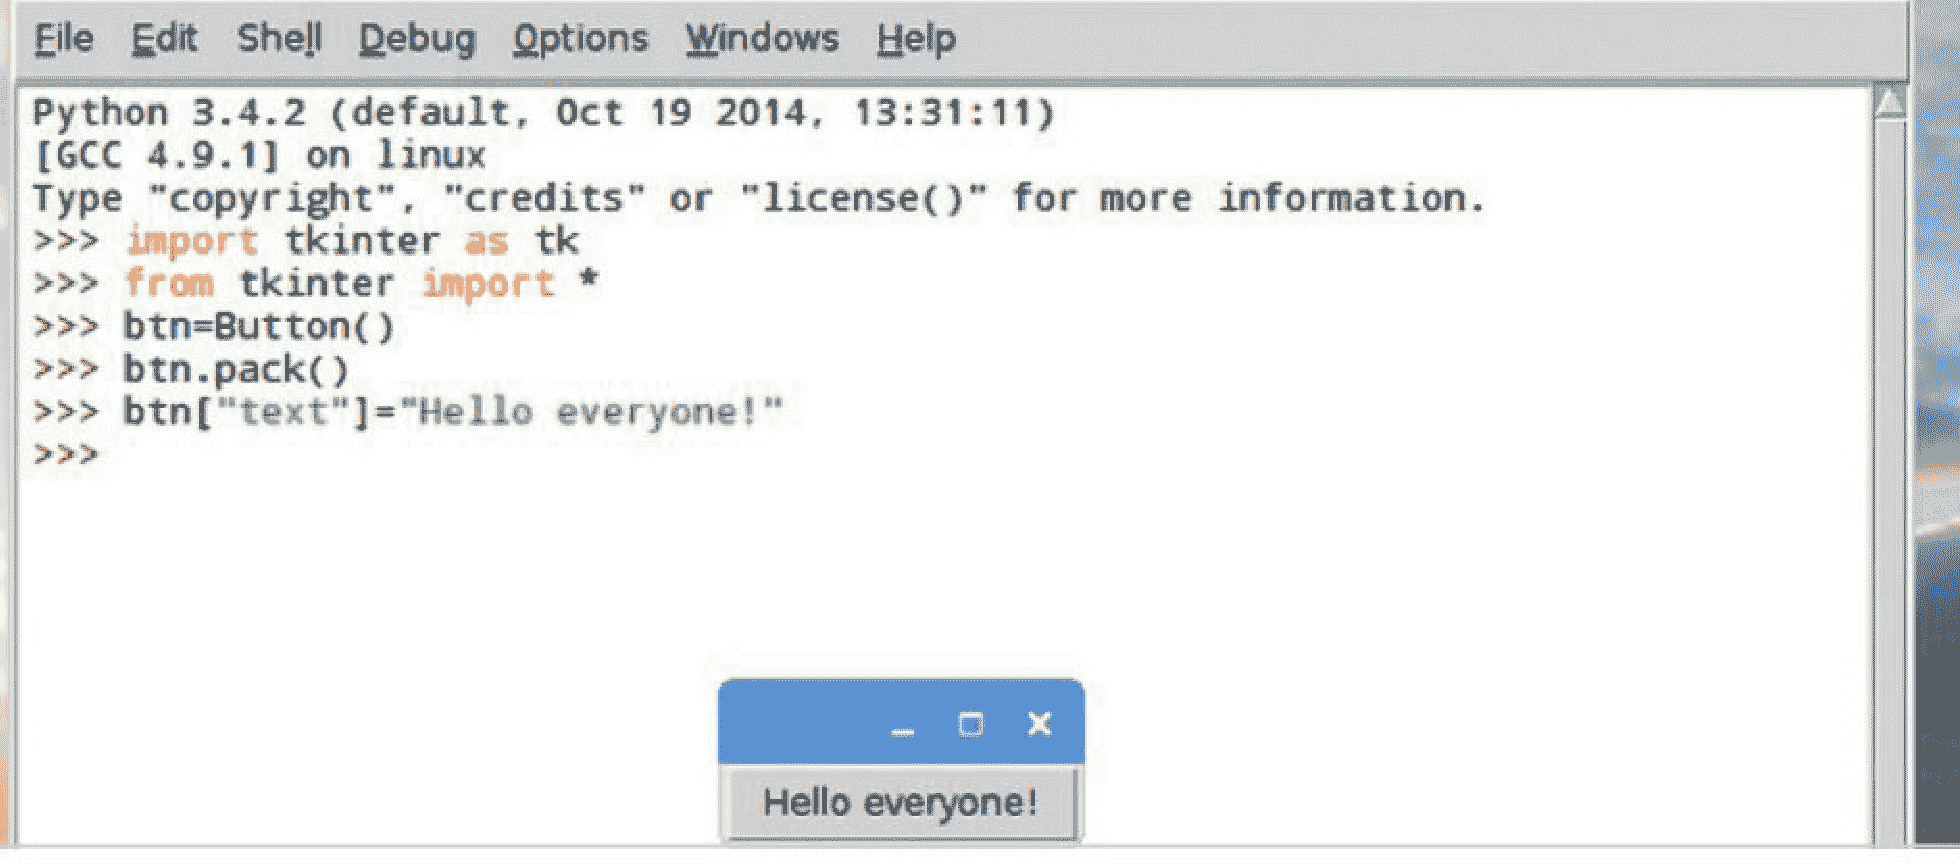 File Edit Shell Debug Options Windows Help
Python 3.4.2 (default, Oct 19 2014, 13:31:11)
[GCC 4.9.1] on linux
Type "copyright", "credits" or "license()" for more information.
>>> import tkinter as tk
>>> from tkinter import *
>>> btn=Button()
>>> btn.pack()
>>> btn["text"]="Hello everyone!"
>>>
Hello everyone!